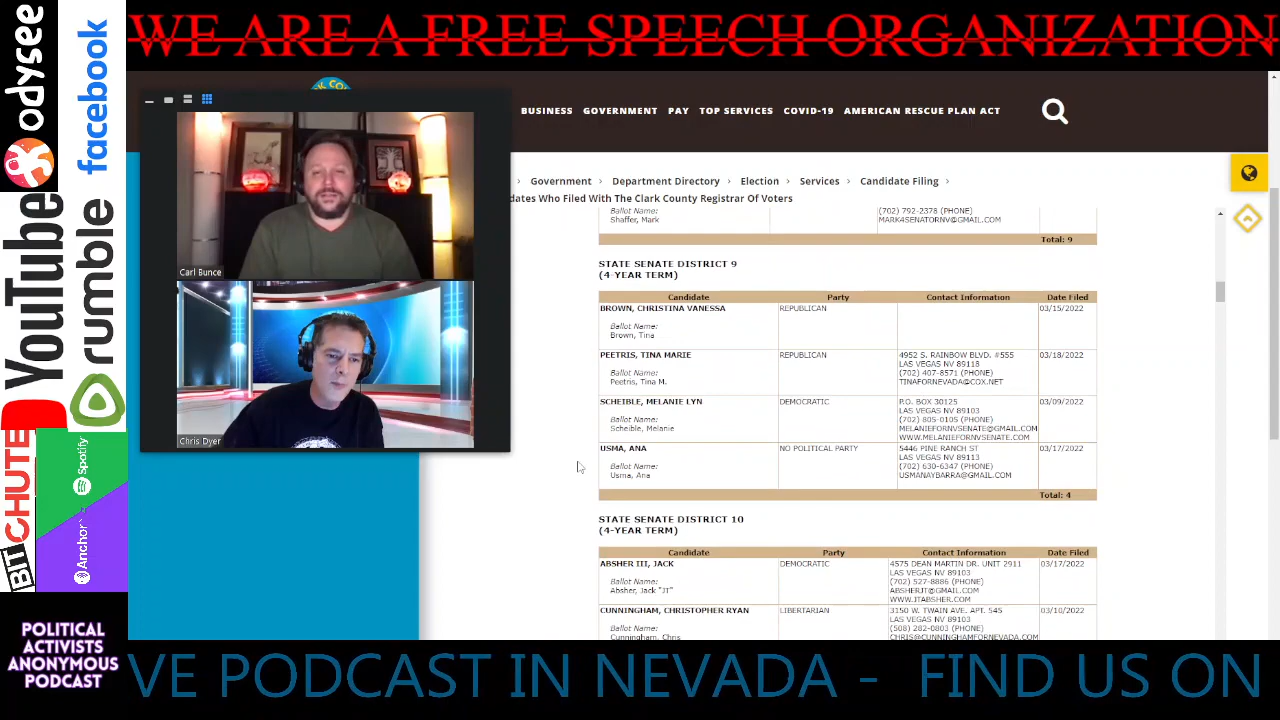 WE ARE A FREE SPEECH ORGANIZATION
odysee
facebook
YouTube
rumble
BITCHUTE
Spotify
Anchor
POLITICAL
ACTIVISTS
ANONYMOUS
PODCAST
BUSINESS GOVERNMENT PAY TOP SERVICES COVID-19 AMERICAN RESCUE PLAN ACT
Carl Bunce
Chris Dyer
› Government › Department Directory › Election › Services › Candidate Filing ›
dates Who Filed With The Clark County Registrar Of Voters
Ballot Name: (702) 792-2378 (PHONE)
Shaffer, Mark MARK4SENATORNV@GMAIL.COM
Total: 9
STATE SENATE DISTRICT 9
(4-YEAR TERM)
Candidate Party Contact Information Date Filed
BROWN, CHRISTINA VANESSA REPUBLICAN 03/15/2022
Ballot Name:
Brown, Tina
PEETRIS, TINA MARIE REPUBLICAN 4952 S. RAINBOW BLVD. #555 03/18/2022
LAS VEGAS NV 89118
Ballot Name: (702) 407-8571 (PHONE)
Peetris, Tina M. TINAFORNEVADA@COX.NET
SCHEIBLE, MELANIE LYN DEMOCRATIC P.O. BOX 30125 03/09/2022
LAS VEGAS NV 89103
Ballot Name: (702) 805-0105 (PHONE)
Scheible, Melanie MELANIEFORNVSENATE@GMAIL.COM
WWW.MELANIEFORNVSENATE.COM
USMA, ANA NO POLITICAL PARTY 5446 PINE RANCH ST 03/17/2022
LAS VEGAS NV 89113
Ballot Name: (702) 630-6347 (PHONE)
Usma, Ana USMANAYBARRA@GMAIL.COM
Total: 4
STATE SENATE DISTRICT 10
(4-YEAR TERM)
Candidate Party Contact Information Date Filed
ABSHER III, JACK DEMOCRATIC 4575 DEAN MARTIN DR. UNIT 2911 03/17/2022
LAS VEGAS NV 89103
Ballot Name: (702) 527-8886 (PHONE)
Absher, Jack "JT" ABSHERJT@GMAIL.COM
WWW.JTABSHER.COM
CUNNINGHAM, CHRISTOPHER RYAN LIBERTARIAN 3150 W. TWAIN AVE. APT. 545 03/10/2022
LAS VEGAS NV 89103
Ballot Name: (508) 282-0803 (PHONE)
Cunningham, Chris CHRIS@CUNNINGHAMFORNEVADA.COM
VE PODCAST IN NEVADA - FIND US ON